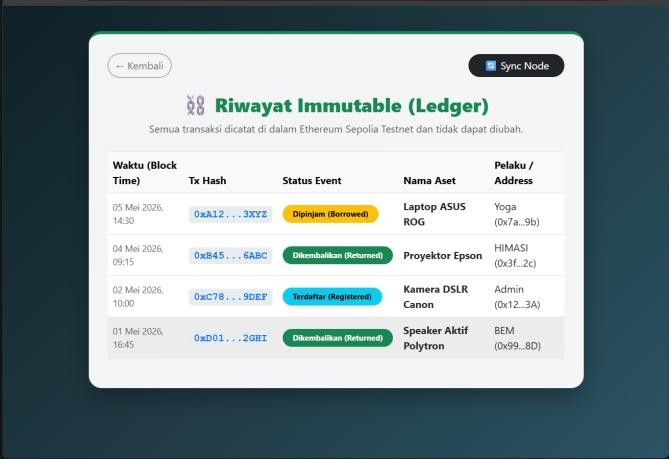 ← Kembali
Sync Node
Riwayat Immutable (Ledger)
Semua transaksi dicatat di dalam Ethereum Sepolia Testnet dan tidak dapat diubah.
Waktu (Block Time) Tx Hash Status Event Nama Aset Pelaku / Address
05 Mei 2026, 14:30 0xA12...3XYZ Dipinjam (Borrowed) Laptop ASUS ROG Yoga (0x7a...9b)
04 Mei 2026, 09:15 0xB45...6ABC Dikembalikan (Returned) Proyektor Epson HIMASI (0x3f...2c)
02 Mei 2026, 10:00 0xC78...9DEF Terdaftar (Registered) Kamera DSLR Canon Admin (0x12...3A)
01 Mei 2026, 16:45 0xD01...2GHI Dikembalikan (Returned) Speaker Aktif Polytron BEM (0x99...8D)